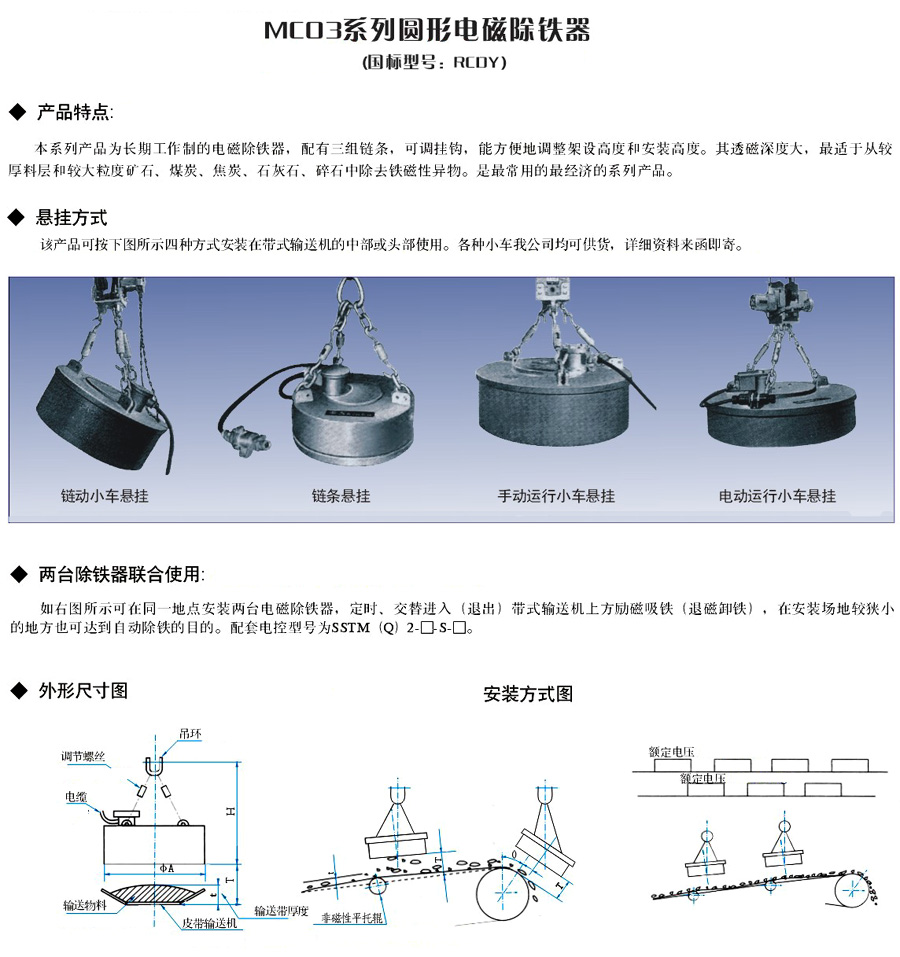 MC03系列圆形电磁除铁器
(国标型号：RCDY)
◆ 产品特点:
本系列产品为长期工作制的电磁除铁器，配有三组链条，可调挂钩，能方便地调整架设高度和安装高度。其透磁深度大，最适于从较
厚料层和较大粒度矿石、煤炭、焦炭、石灰石、碎石中除去铁磁性异物。是最常用的最经济的系列产品。
◆ 悬挂方式
该产品可按下图所示四种方式安装在带式输送机的中部或头部使用。各种小车我公司均可供货，详细资料来函即寄。
链动小车悬挂
链条悬挂
手动运行小车悬挂
电动运行小车悬挂
◆ 两台除铁器联合使用:
如右图所示可在同一地点安装两台电磁除铁器，定时、交替进入（退出）带式输送机上方励磁吸铁（退磁卸铁），在安装场地较狭小
的地方也可达到自动除铁的目的。配套电控型号为SSTM（Q）2-□-S-□。
◆ 外形尺寸图
安装方式图
吊环
调节螺丝
电缆
H
ΦA
T
t
输送物料
输送带厚度
皮带输送机
t
T
T
非磁性平托辊
额定电压
额定电压